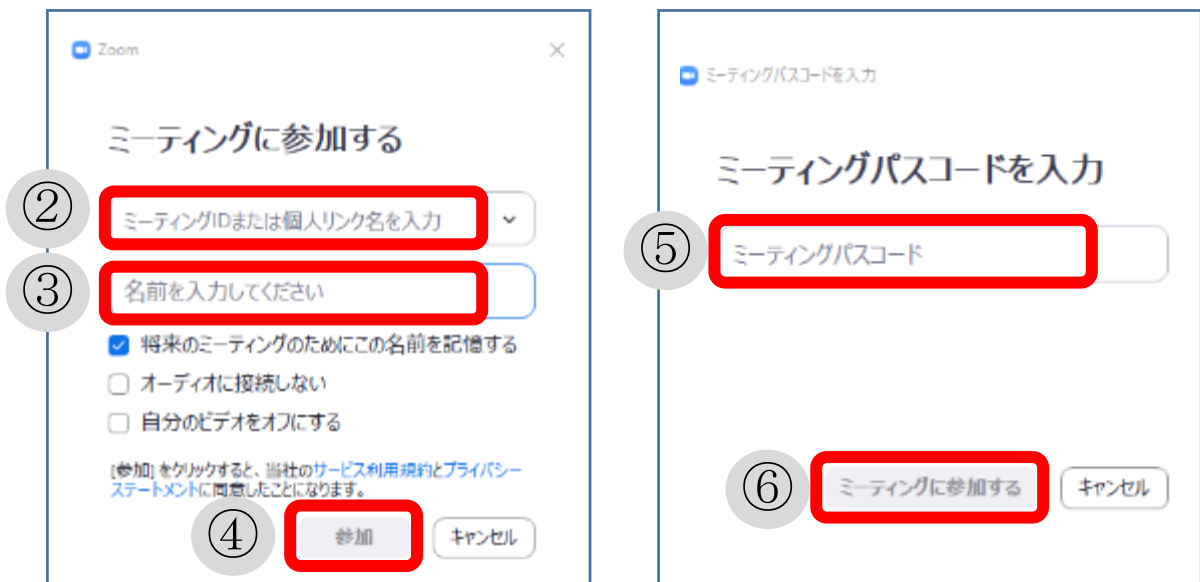 Zoom
ミーティングに参加する
②
ミーティングIDまたは個人リンク名を入力
③
名前を入力してください
将来のミーティングのためにこの名前を記憶する
オーディオに接続しない
自分のビデオをオフにする
[参加] をクリックすると、当社のサービス利用規約とプライバシー
ステートメントに同意したことになります。
④
参加
キャンセル
ミーティングパスコードを入力
ミーティングパスコードを入力
⑤
ミーティングパスコード
⑥
ミーティングに参加する
キャンセル